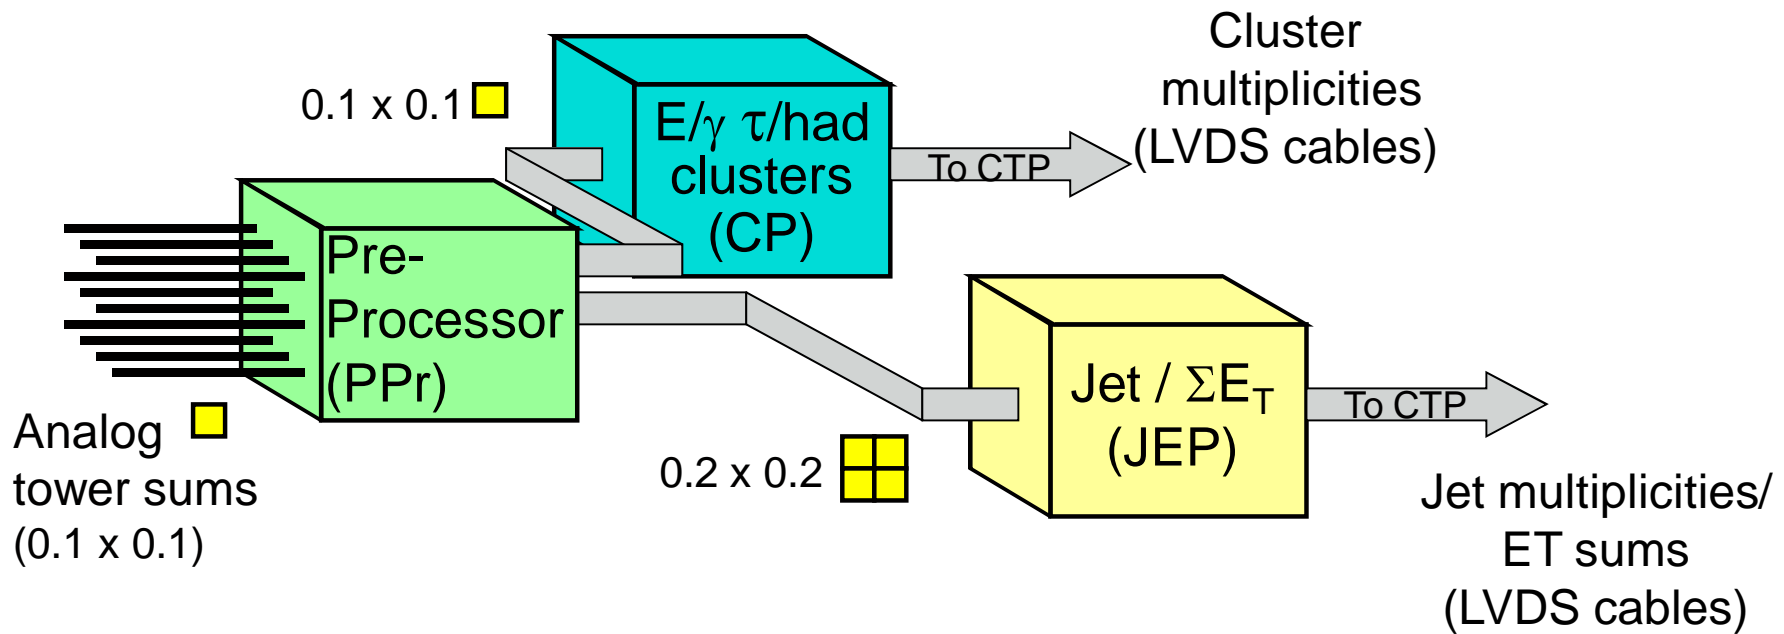 Cluster
multiplicities
(LVDS cables)
0.1 x 0.1
E/γ τ/had
clusters
(CP)
To CTP
Pre-
Processor
(PPr)
Analog
tower sums
(0.1 x 0.1)
0.2 x 0.2
Jet / ΣE_T
(JEP)
To CTP
Jet multiplicities/
ET sums
(LVDS cables)